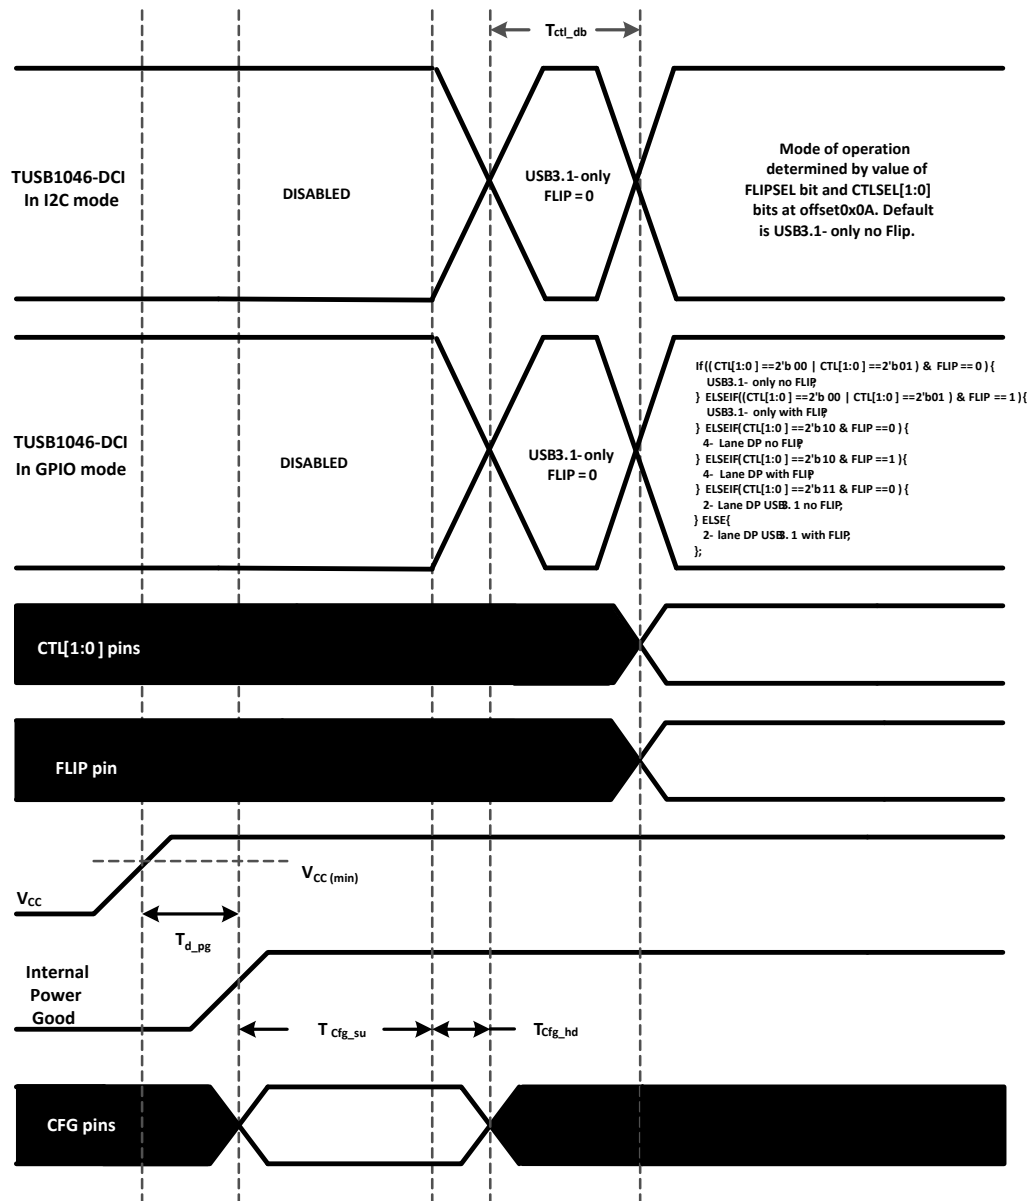 Tctl_db
TUSB1046-DCI
In I2C mode
DISABLED
USB3.1- only
FLIP = 0
Mode of operation
determined by value of
FLIPSEL bit and CTLSEL[1:0]
bits at offset0x0A. Default
is USB3.1- only no Flip.
TUSB1046-DCI
In GPIO mode
DISABLED
USB3.1- only
FLIP = 0
If(( CTL[1:0 ] ==2'b 00 | CTL[1:0 ] ==2'b01 ) & FLIP == 0 ) {
USB3.1- only no FLIP;
} ELSEIF((CTL[1:0 ] ==2'b 00 | CTL[1:0 ] ==2'b01 ) & FLIP == 1 ) {
USB3.1- only with FLIP;
} ELSEIF(CTL[1:0 ] ==2'b 10 & FLIP ==0 ) {
4- Lane DP no FLIP;
} ELSEIF(CTL[1:0 ] ==2'b 10 & FLIP ==1 ) {
4- Lane DP with FLIP;
} ELSEIF(CTL[1:0 ] ==2'b 11 & FLIP ==0 ) {
2- Lane DP USB3. 1 no FLIP;
} ELSE{
2- lane DP USB3. 1 with FLIP;
};
CTL[1:0 ] pins
FLIP pin
VCC (min)
VCC
Td_pg
Internal
Power
Good
T Cfg_su
TCfg_hd
CFG pins